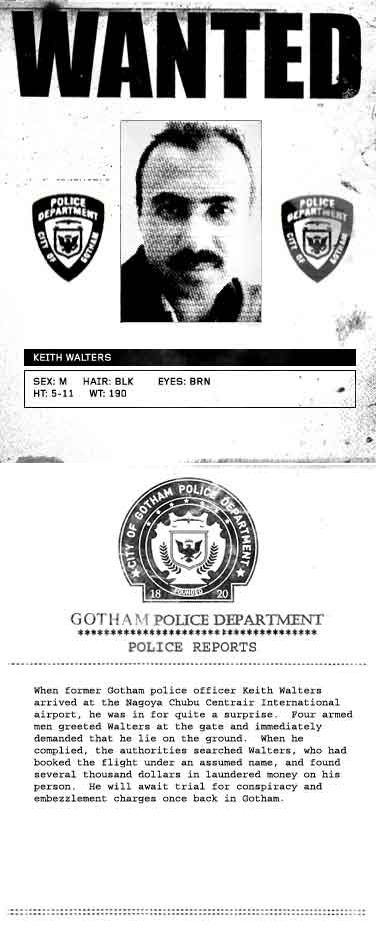 WANTED
POLICE
DEPARTMENT
CITY OF GOTHAM
POLICE
DEPARTMENT
CITY OF GOTHAM
KEITH WALTERS
SEX: M HAIR: BLK EYES: BRN
HT: 5-11 WT: 190
CITY OF GOTHAM POLICE DEPARTMENT
18 FOUNDED 20
GOTHAM POLICE DEPARTMENT
************************************
POLICE REPORTS
When former Gotham police officer Keith Walters
arrived at the Nagoya Chubu Centrair International
airport, he was in for quite a surprise. Four armed
men greeted Walters at the gate and immediately
demanded that he lie on the ground. When he
complied, the authorities searched Walters, who had
booked the flight under an assumed name, and found
several thousand dollars in laundered money on his
person. He will await trial for conspiracy and
embezzlement charges once back in Gotham.